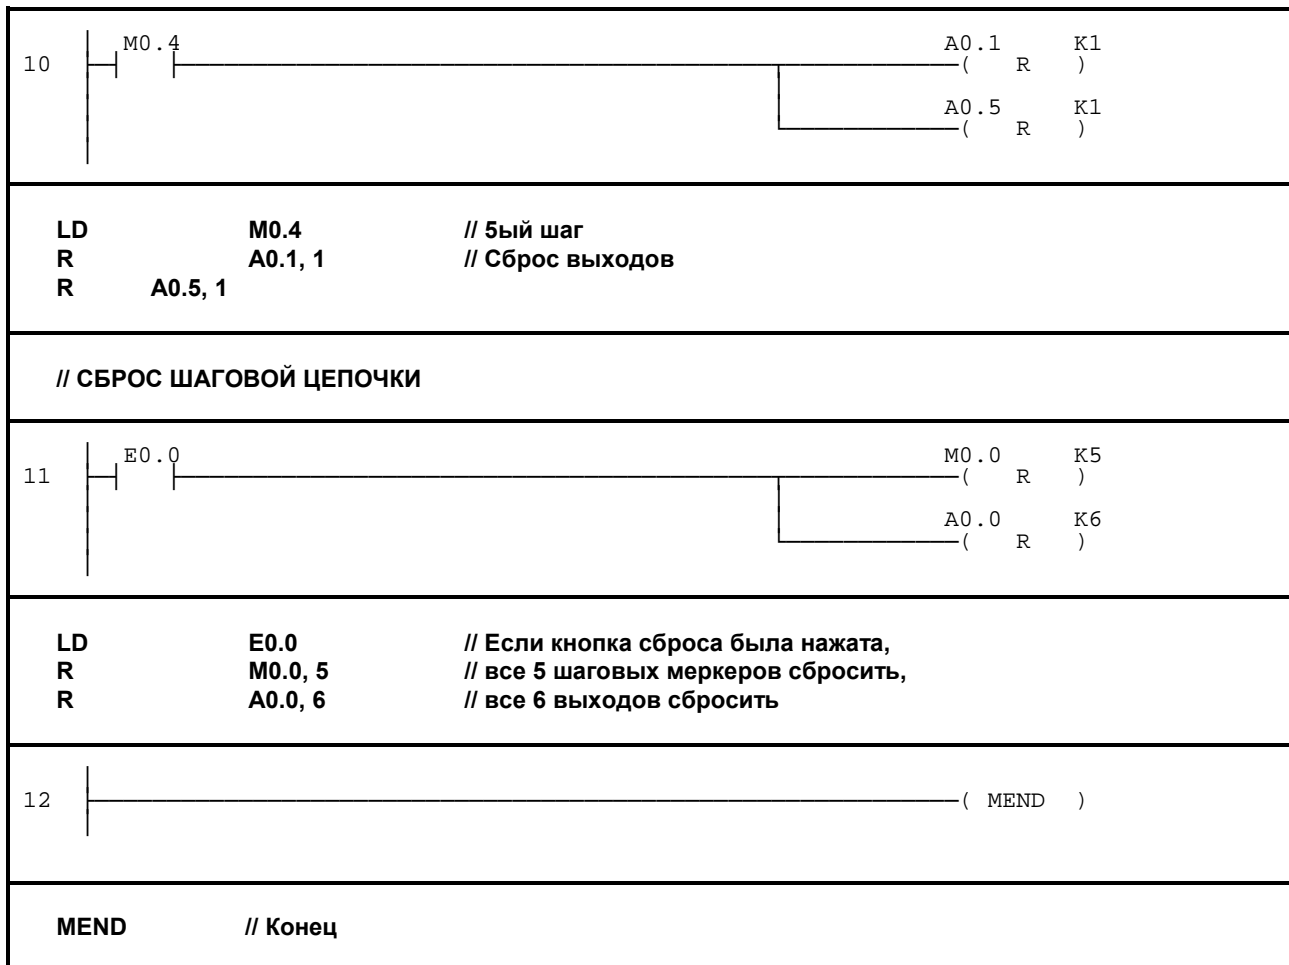 M0.4 A0.1 K1
10 ( R )
A0.5 K1
( R )
LD M0.4 // 5ый шаг
R A0.1, 1 // Сброс выходов
R A0.5, 1
// СБРОС ШАГОВОЙ ЦЕПОЧКИ
E0.0 M0.0 K5
11 ( R )
A0.0 K6
( R )
LD E0.0 // Если кнопка сброса была нажата,
R M0.0, 5 // все 5 шаговых меркеров сбросить,
R A0.0, 6 // все 6 выходов сбросить
12 ( MEND )
MEND // Конец